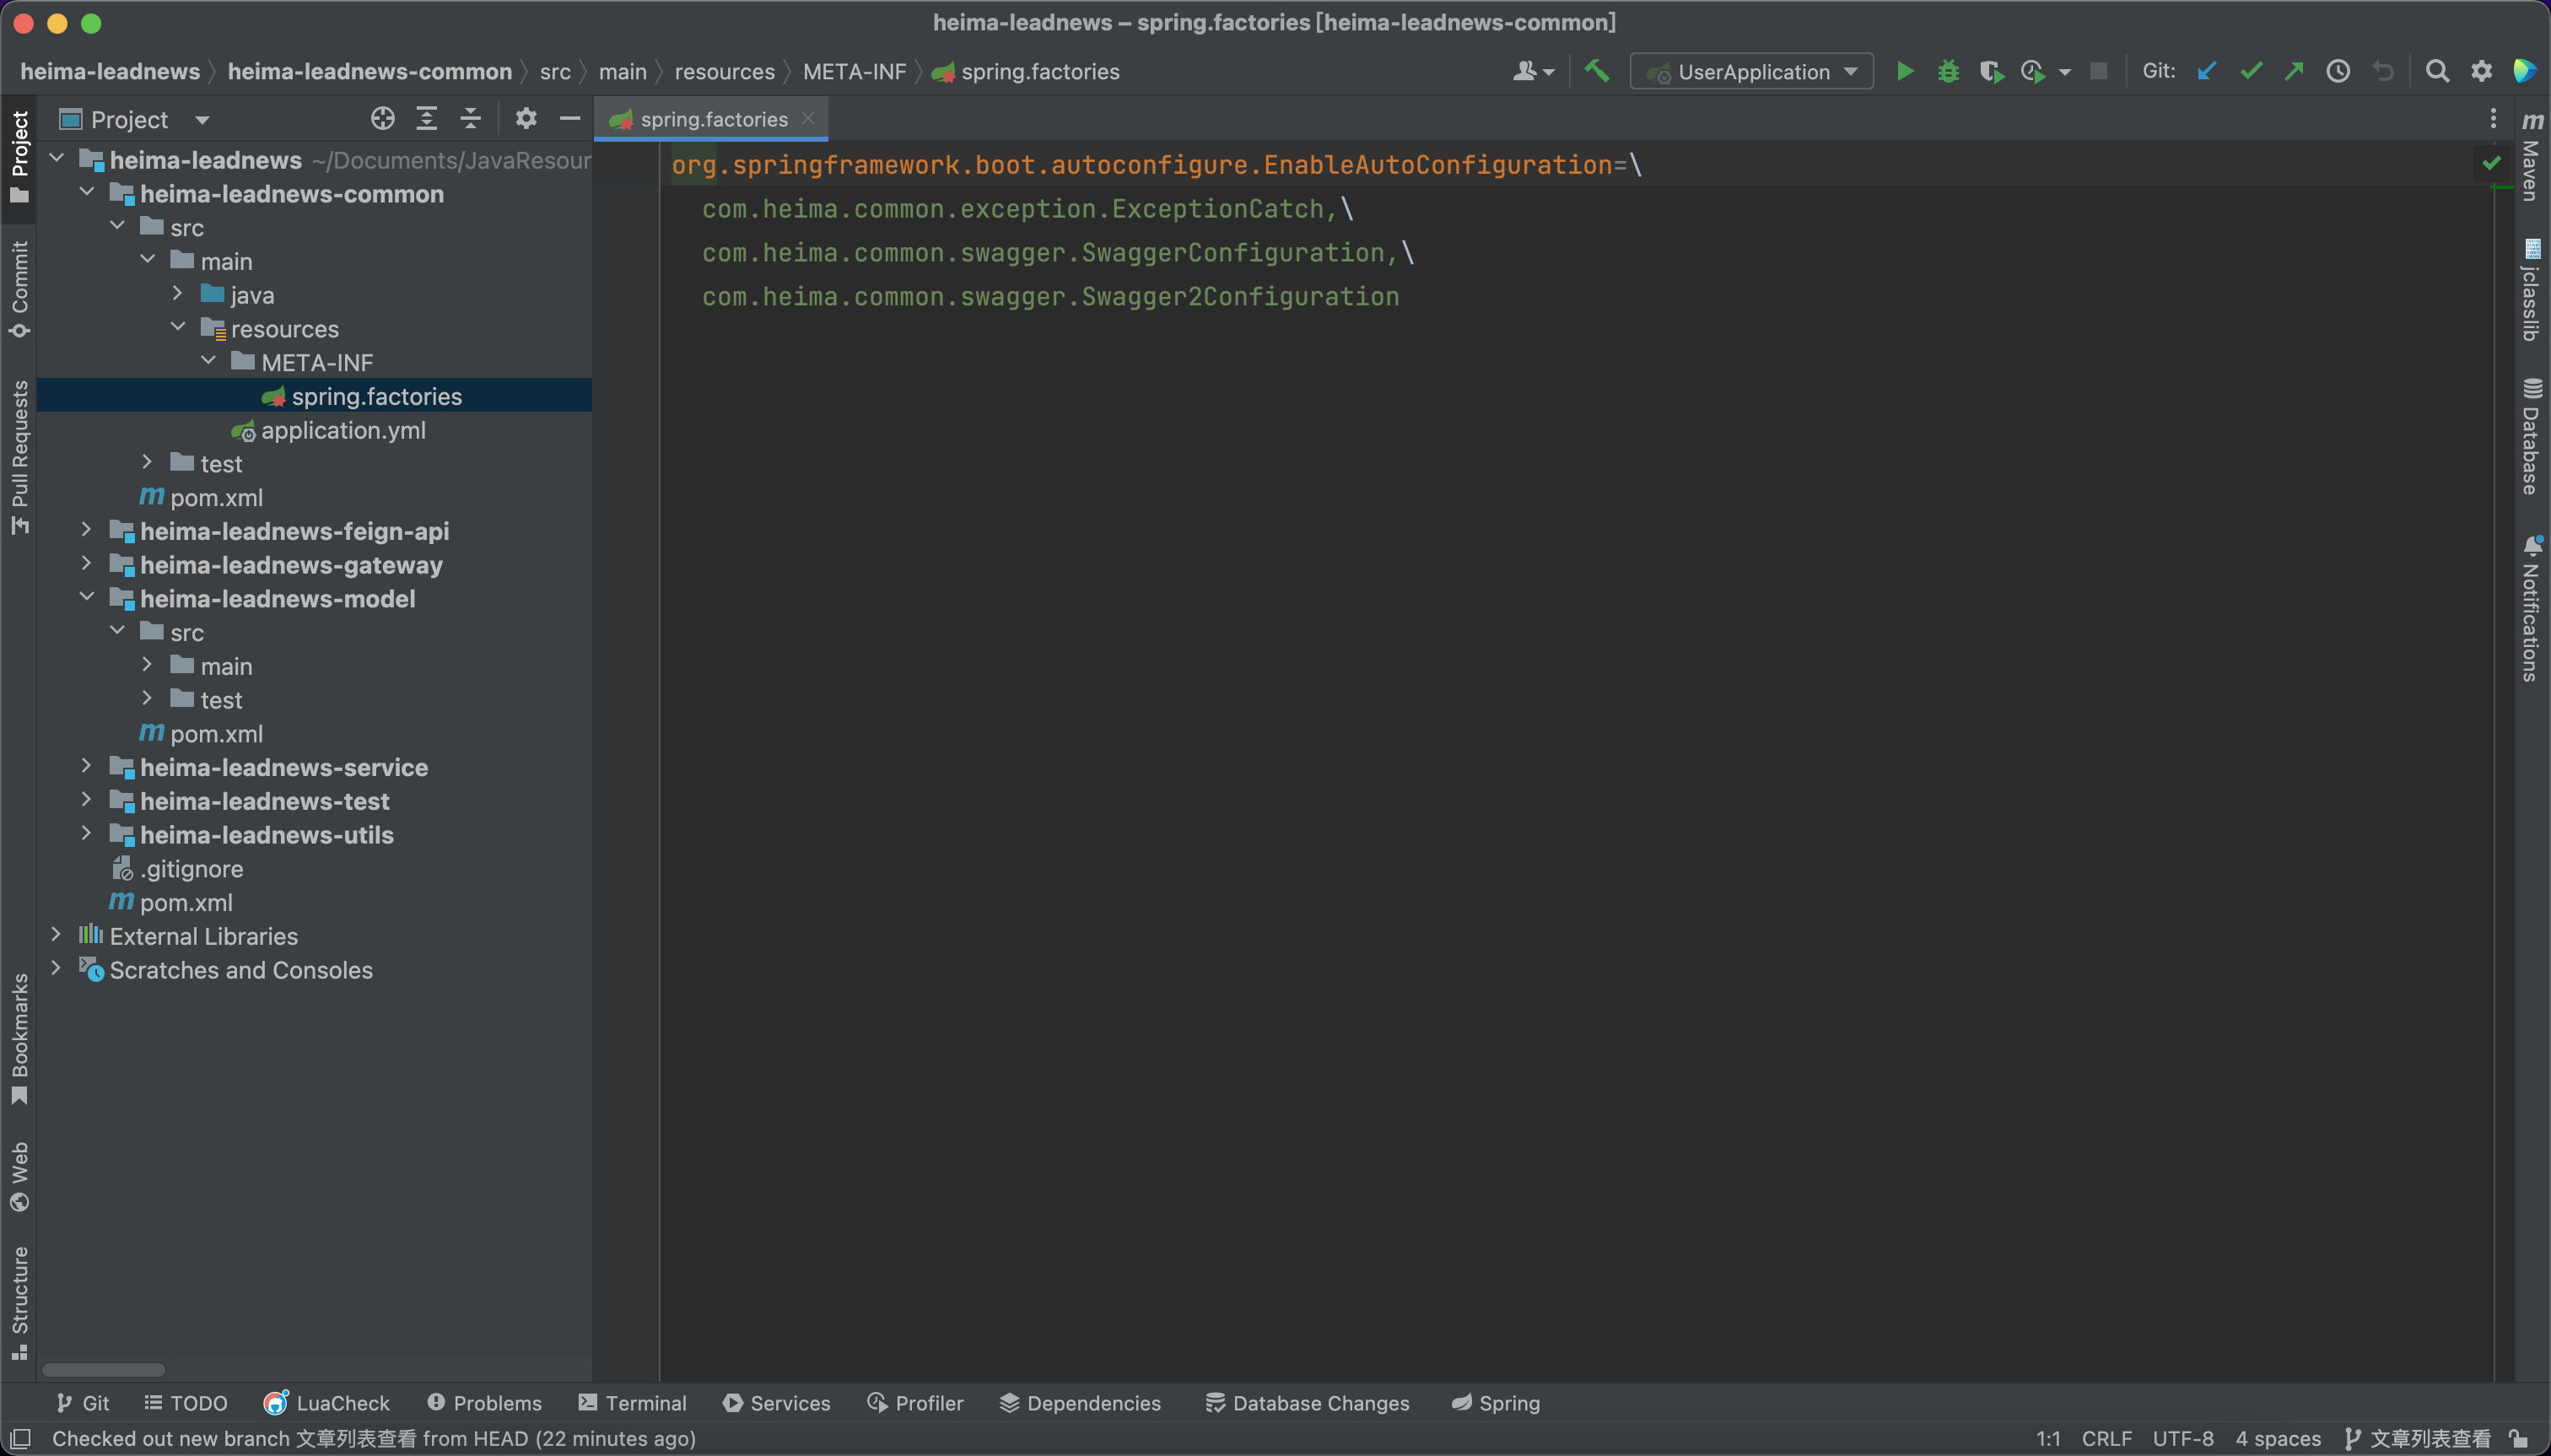 heima-leadnews – spring.factories [heima-leadnews-common]
heima-leadnews heima-leadnews-common src main resources META-INF spring.factories
UserApplication
Git:
Project
spring.factories
Project
Commit
Pull Requests
Bookmarks
Web
Structure
heima-leadnews ~/Documents/JavaResour
heima-leadnews-common
src
main
java
resources
META-INF
spring.factories
application.yml
test
m pom.xml
heima-leadnews-feign-api
heima-leadnews-gateway
heima-leadnews-model
src
main
test
m pom.xml
heima-leadnews-service
heima-leadnews-test
heima-leadnews-utils
.gitignore
m pom.xml
External Libraries
Scratches and Consoles
org.springframework.boot.autoconfigure.EnableAutoConfiguration=\
com.heima.common.exception.ExceptionCatch,\
com.heima.common.swagger.SwaggerConfiguration,\
com.heima.common.swagger.Swagger2Configuration
m Maven
jclasslib
Database
Notifications
Git TODO LuaCheck Problems Terminal Services Profiler Dependencies Database Changes Spring
Checked out new branch 文章列表查看 from HEAD (22 minutes ago)
1:1 CRLF UTF-8 4 spaces 文章列表查看